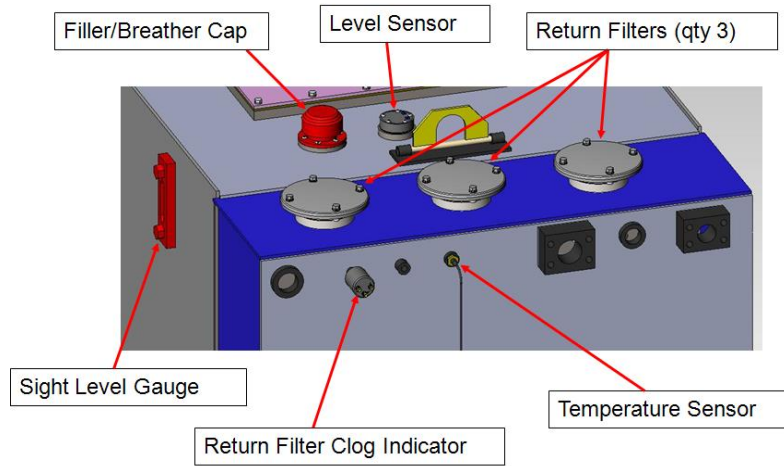 Filler/Breather Cap
Level Sensor
Return Filters (qty 3)
Sight Level Gauge
Temperature Sensor
Return Filter Clog Indicator